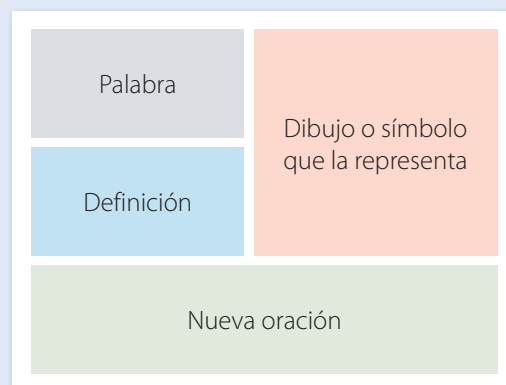 Palabra
Dibujo o símbolo
que la representa
Definición
Nueva oración